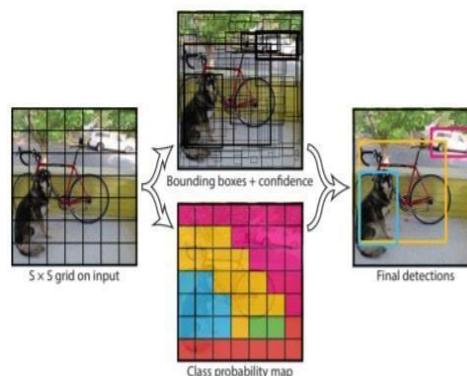 Bounding boxes + confidence
S × S grid on input
Final detections
Class probability map